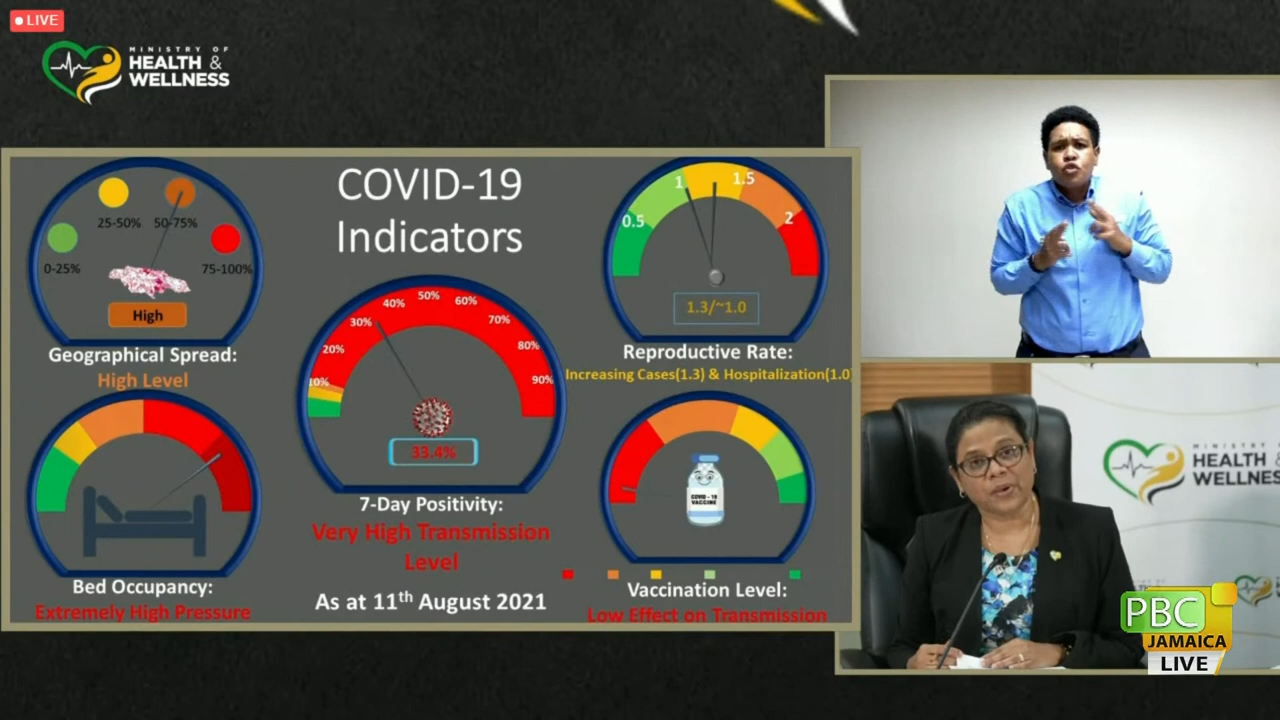 LIVE
MINISTRY OF
HEALTH &
WELLNESS
COVID-19
Indicators
25-50%
50-75%
0-25%
75-100%
High
Geographical Spread:
High Level
0.5
1
1.5
2
1.3/~1.0
Reproductive Rate:
Increasing Cases(1.3) & Hospitalization(1.0
10%
20%
30%
40%
50%
60%
70%
80%
90%
33.4%
7-Day Positivity:
Very High Transmission
Level
As at 11th August 2021
Bed Occupancy:
Extremely High Pressure
COVID - 19
VACCINE
Vaccination Level:
Low Effect on Transmission
MINISTRY O
HEALTH &
WELLNES
PBC
JAMAICA
LIVE